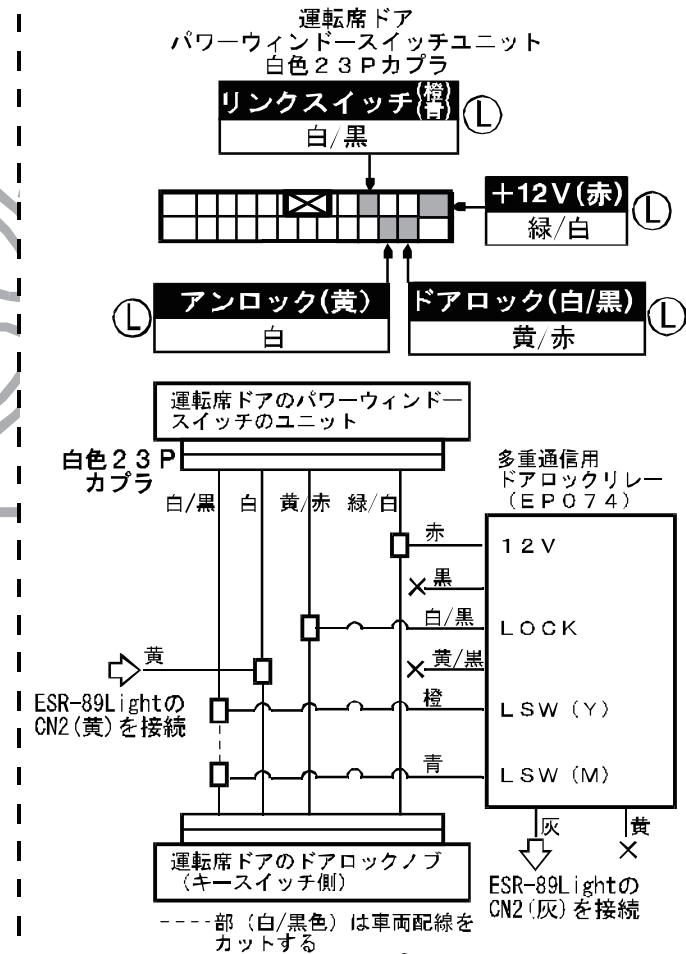 運転席ドア
パワーウィンドースイッチユニット
白色２３Ｐカプラ
リンクスイッチ(橙青)
白/黒
Ⓛ
＋12Ｖ(赤)
緑/白
Ⓛ
Ⓛ
アンロック(黄)
白
ドアロック(白/黒)
黄/赤
Ⓛ
運転席ドアのパワーウィンドー
スイッチのユニット
白色２３Ｐ
カプラ
白/黒
白
黄/赤
緑/白
多重通信用
ドアロックリレー
（ＥＰ０７４）
赤
１２Ｖ
黒
白/黒
ＬＯＣＫ
黄/黒
黄
ESR-89Lightの
CN2(黄)を接続
橙
ＬＳＷ（Ｙ）
青
ＬＳＷ（Ｍ）
灰
黄
ESR-89Lightの
CN2(灰)を接続
運転席ドアのドアロックノブ
（キースイッチ側）
----部（白/黒色）は車両配線を
カットする